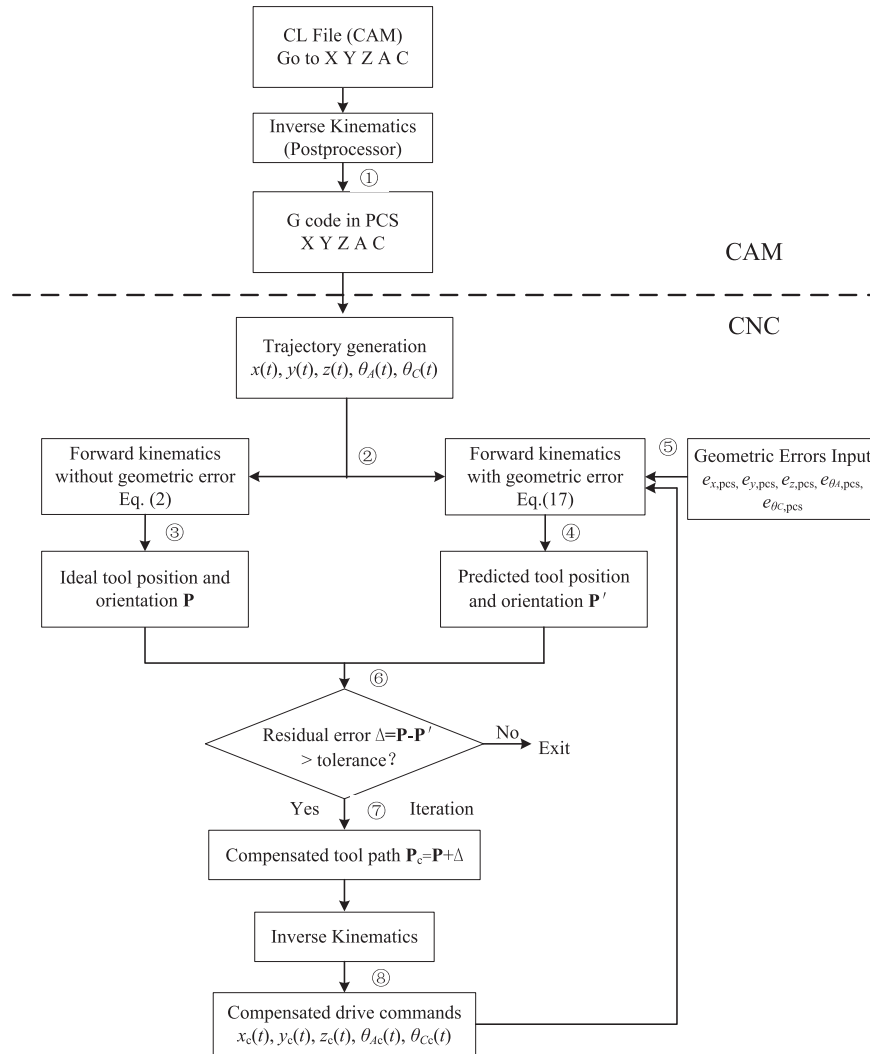 CL File (CAM)
Go to X Y Z A C
Inverse Kinematics
(Postprocessor)
①
G code in PCS
X Y Z A C
CAM
CNC
Trajectory generation
x(t), y(t), z(t), θA(t), θC(t)
Forward kinematics
without geometric error
Eq. (2)
②
Forward kinematics
with geometric error
Eq.(17)
⑤
Geometric Errors Input
ex,pcs, ey,pcs, ez,pcs, eθA,pcs,
eθC,pcs
③
④
Ideal tool position and
orientation P
Predicted tool position
and orientation P′
⑥
Residual error Δ=P-P′
> tolerance?
No
Exit
Yes ⑦ Iteration
Compensated tool path Pc=P+Δ
Inverse Kinematics
⑧
Compensated drive commands
xc(t), yc(t), zc(t), θAc(t), θCc(t)